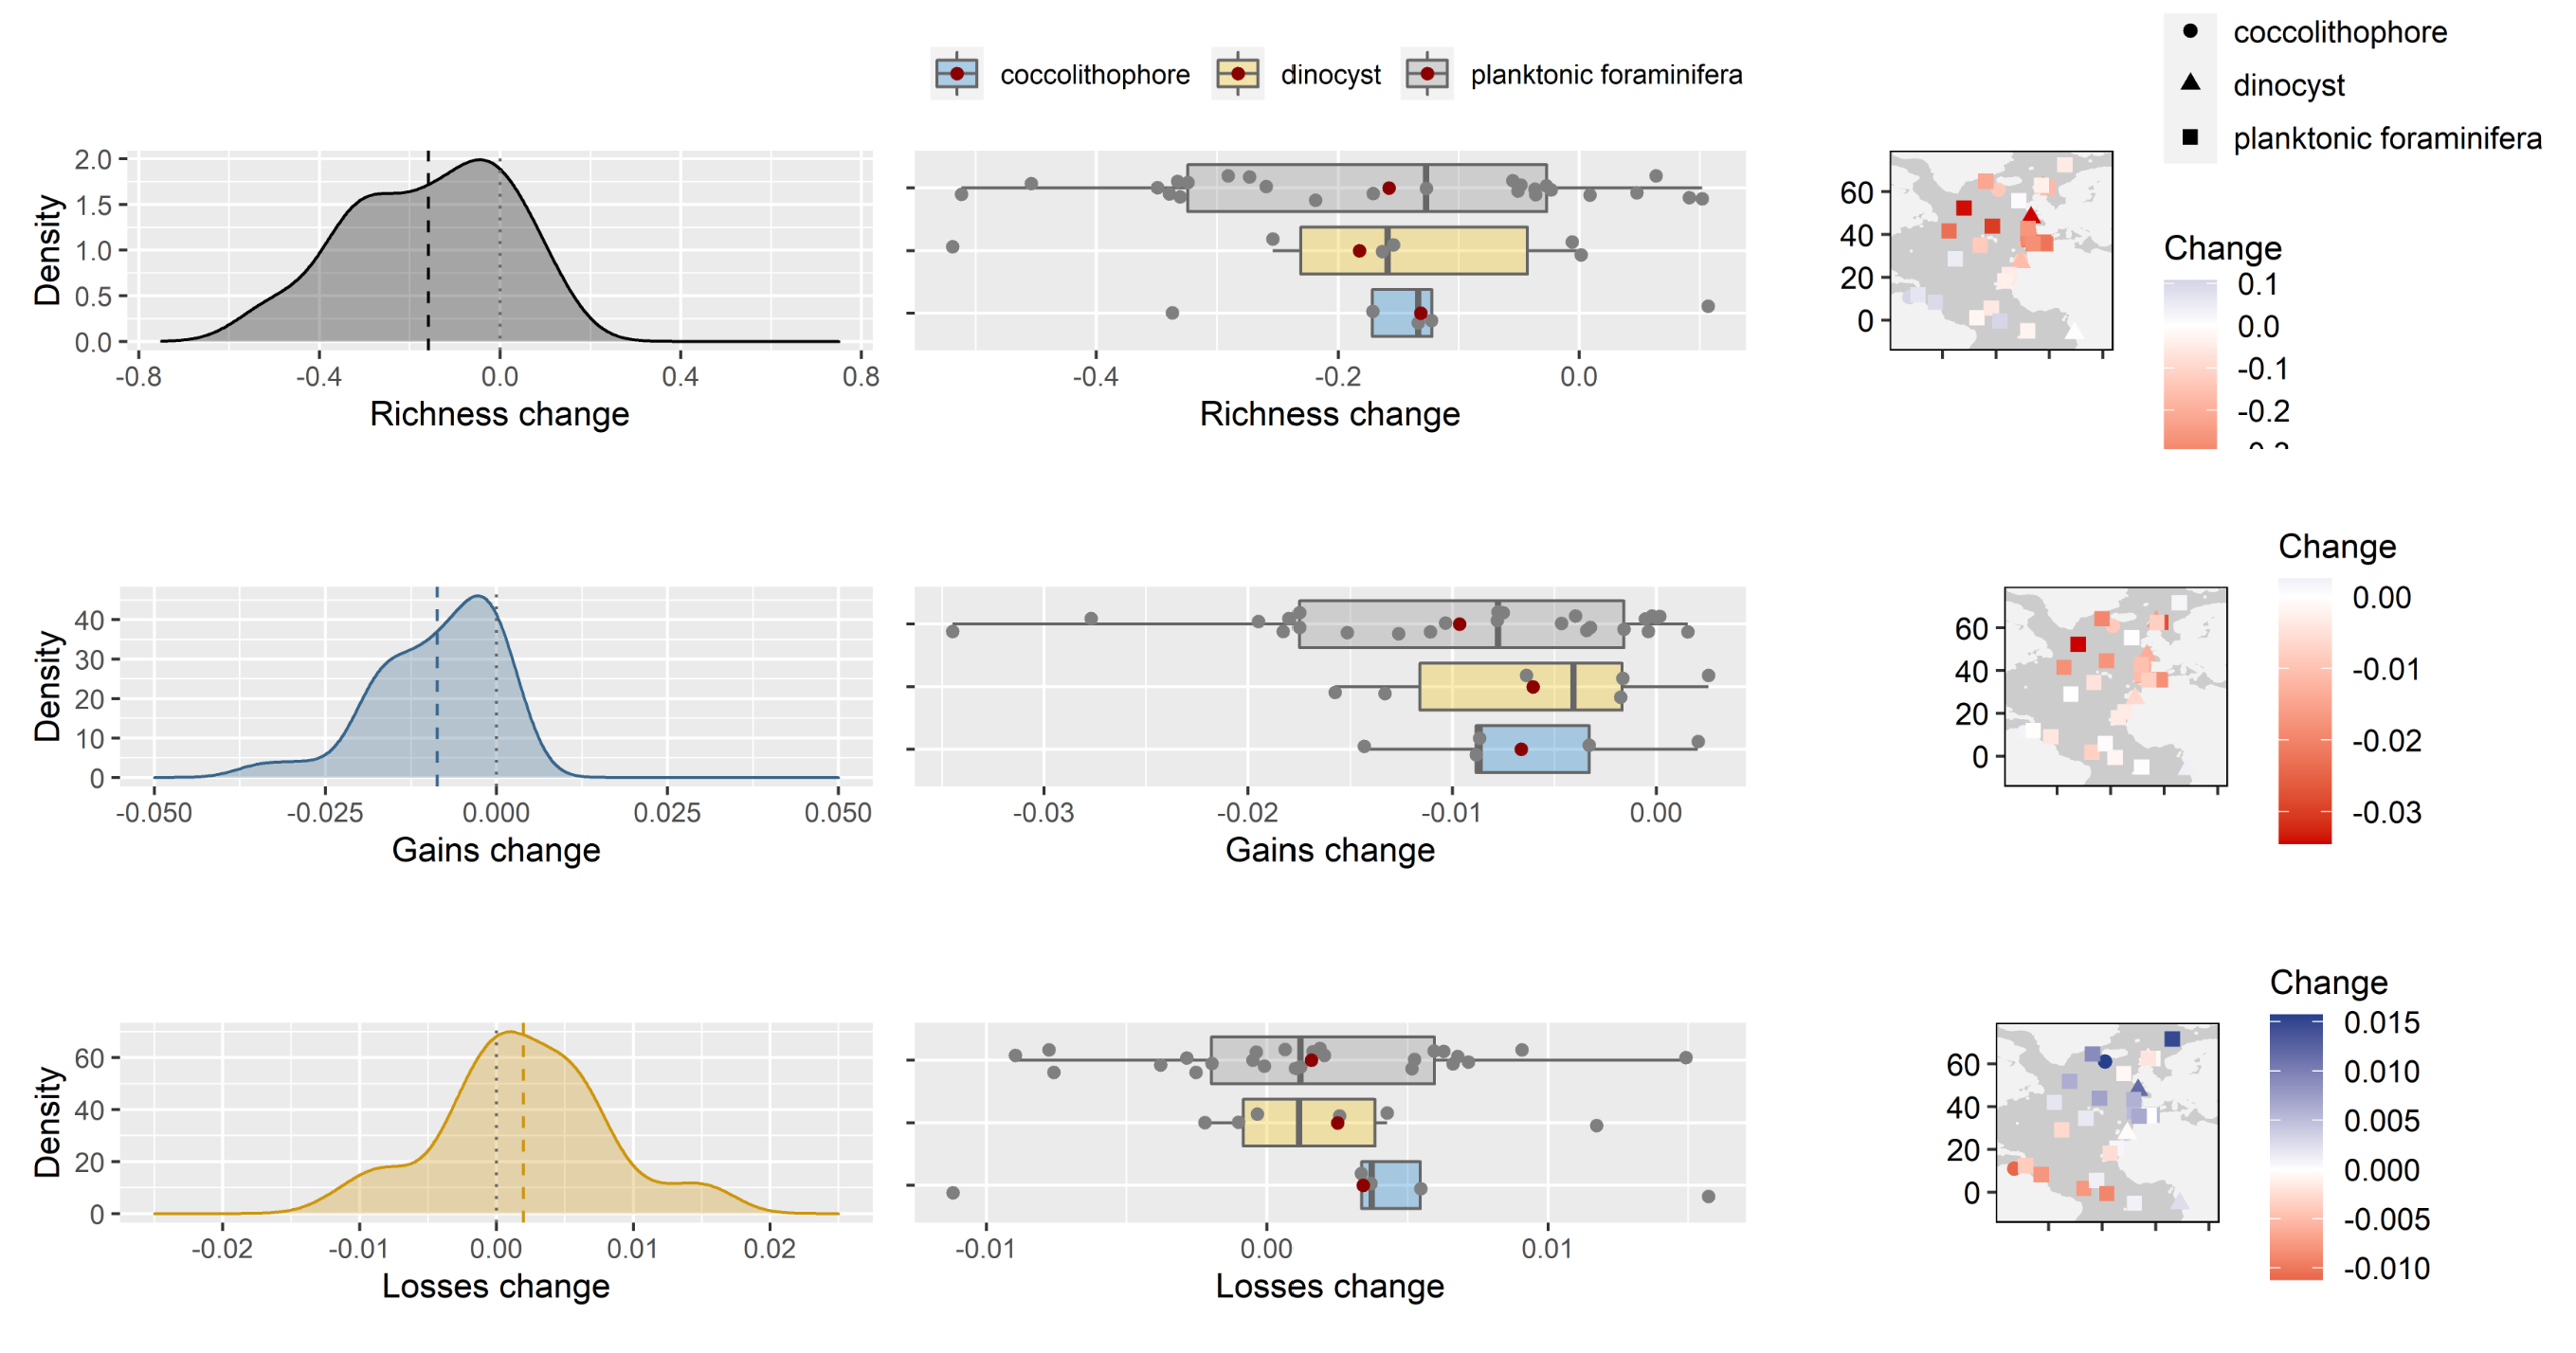 coccolithophore dinocyst planktonic foraminifera
coccolithophore
dinocyst
planktonic foraminifera
Density
2.0
1.5
1.0
0.5
0.0
-0.8 -0.4 0.0 0.4 0.8
Richness change
-0.4 -0.2 0.0
Richness change
60
40
20
0
Change
0.1
0.0
-0.1
-0.2
Density
40
30
20
10
0
-0.050 -0.025 0.000 0.025 0.050
Gains change
-0.03 -0.02 -0.01 0.00
Gains change
60
40
20
0
Change
0.00
-0.01
-0.02
-0.03
Density
60
40
20
0
-0.02 -0.01 0.00 0.01 0.02
Losses change
-0.01 0.00 0.01
Losses change
60
40
20
0
Change
0.015
0.010
0.005
0.000
-0.005
-0.010